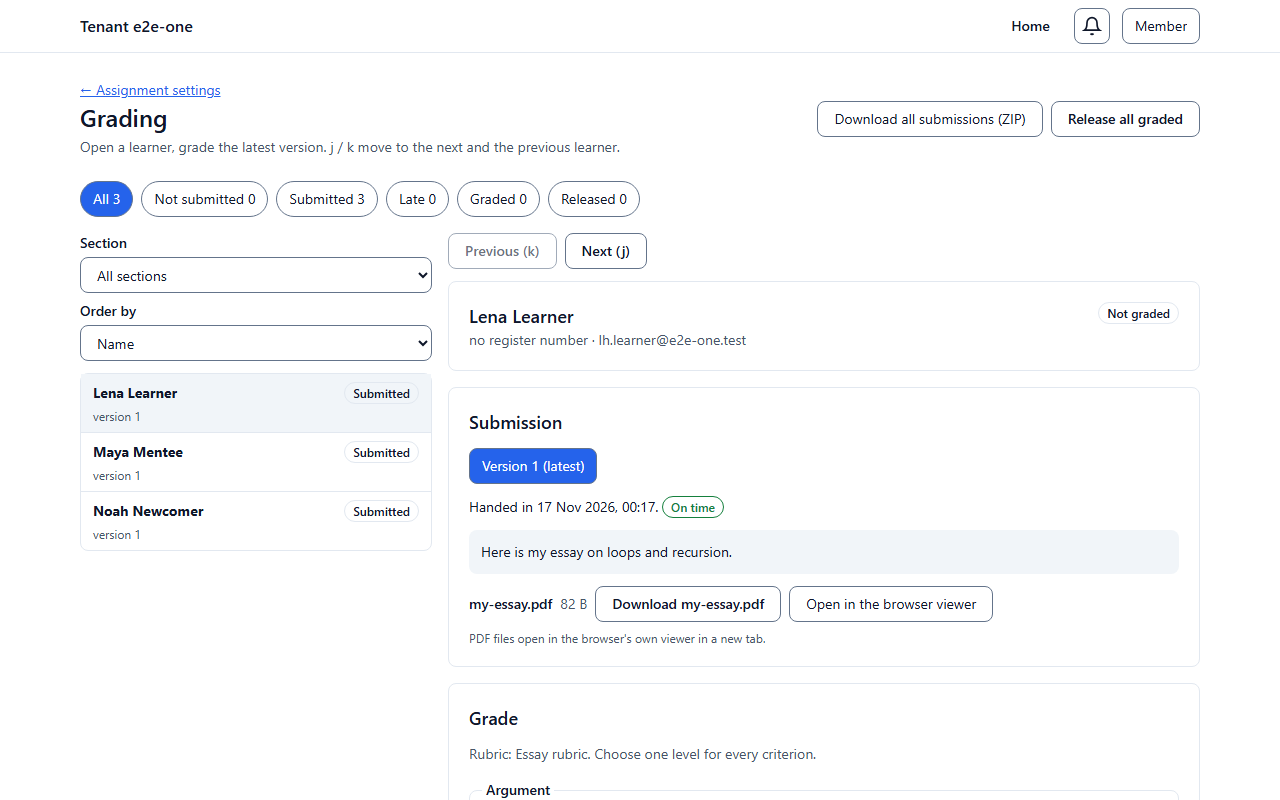 Tenant e2e-one
Home
Member
← Assignment settings
Grading
Open a learner, grade the latest version. j / k move to the next and the previous learner.
Download all submissions (ZIP)
Release all graded
All 3
Not submitted 0
Submitted 3
Late 0
Graded 0
Released 0
Section
All sections
Order by
Name
Lena Learner
Submitted
version 1
Maya Mentee
Submitted
version 1
Noah Newcomer
Submitted
version 1
Previous (k)
Next (j)
Lena Learner
Not graded
no register number · lh.learner@e2e-one.test
Submission
Version 1 (latest)
Handed in 17 Nov 2026, 00:17. On time
Here is my essay on loops and recursion.
my-essay.pdf 82 B Download my-essay.pdf Open in the browser viewer
PDF files open in the browser's own viewer in a new tab.
Grade
Rubric: Essay rubric. Choose one level for every criterion.
Argument